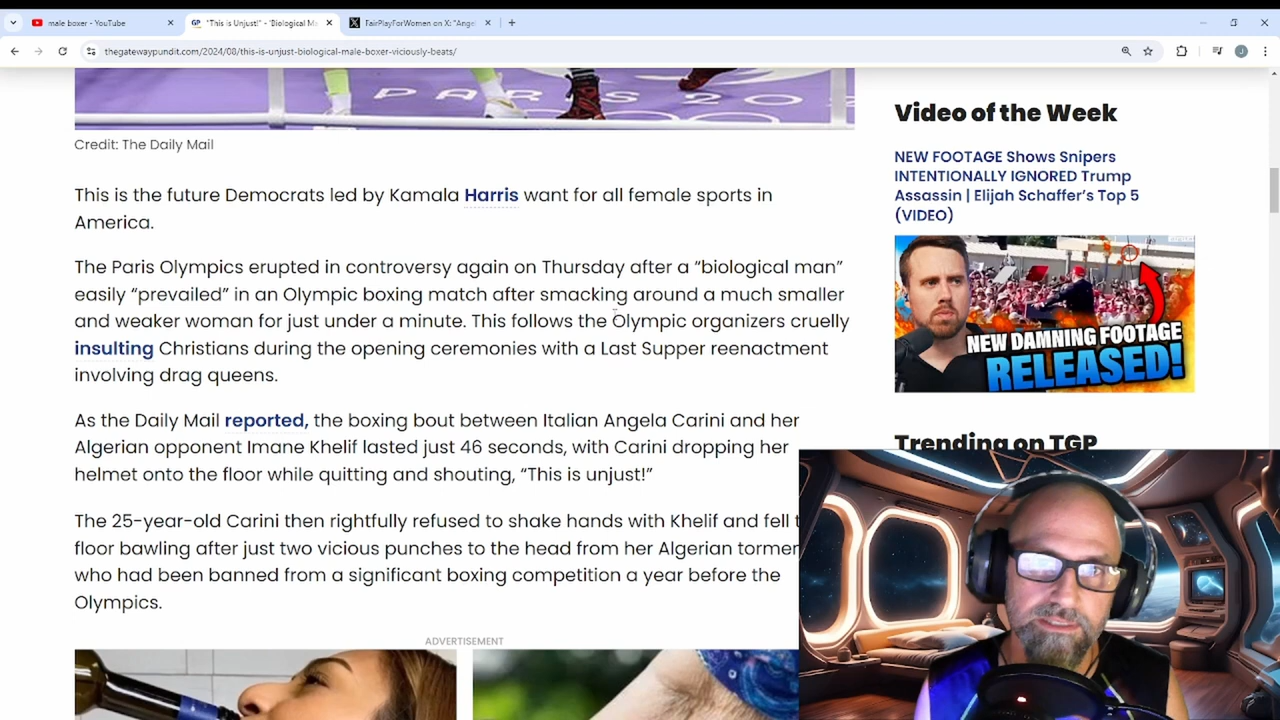 male boxer - YouTube
"This is Unjust!" - "Biological Ma
FairPlayForWomen on X: "Ange
thegatewaypundit.com/2024/08/this-is-unjust-biological-male-boxer-viciously-beats/
PARIS 202
Credit: The Daily Mail
This is the future Democrats led by Kamala Harris want for all female sports in
America.
The Paris Olympics erupted in controversy again on Thursday after a “biological man”
easily “prevailed” in an Olympic boxing match after smacking around a much smaller
and weaker woman for just under a minute. This follows the Olympic organizers cruelly
insulting Christians during the opening ceremonies with a Last Supper reenactment
involving drag queens.
As the Daily Mail reported, the boxing bout between Italian Angela Carini and her
Algerian opponent Imane Khelif lasted just 46 seconds, with Carini dropping her
helmet onto the floor while quitting and shouting, “This is unjust!”
The 25-year-old Carini then rightfully refused to shake hands with Khelif and fell t
floor bawling after just two vicious punches to the head from her Algerian tormen
who had been banned from a significant boxing competition a year before the
Olympics.
ADVERTISEMENT
Video of the Week
NEW FOOTAGE Shows Snipers
INTENTIONALLY IGNORED Trump
Assassin | Elijah Schaffer’s Top 5
(VIDEO)
NEW DAMNING FOOTAGE
RELEASED!
Trending on TGP